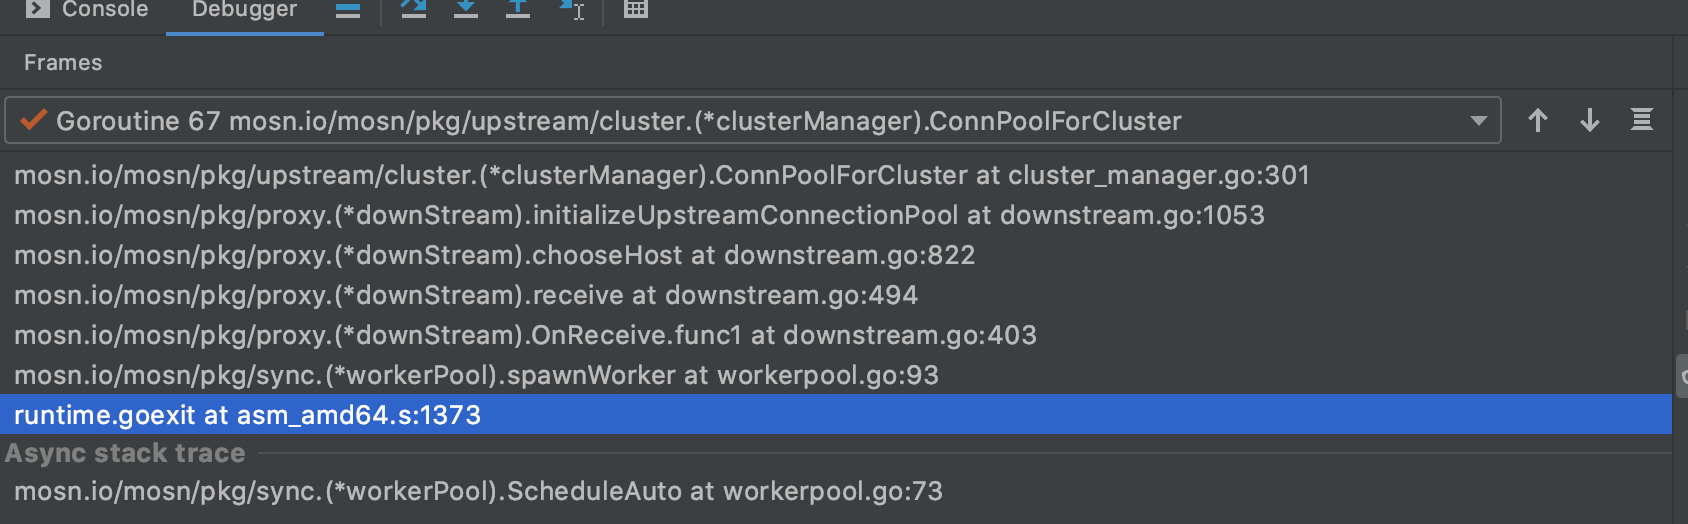 Console Debugger
Frames
Goroutine 67 mosn.io/mosn/pkg/upstream/cluster.(*clusterManager).ConnPoolForCluster
mosn.io/mosn/pkg/upstream/cluster.(*clusterManager).ConnPoolForCluster at cluster_manager.go:301
mosn.io/mosn/pkg/proxy.(*downStream).initializeUpstreamConnectionPool at downstream.go:1053
mosn.io/mosn/pkg/proxy.(*downStream).chooseHost at downstream.go:822
mosn.io/mosn/pkg/proxy.(*downStream).receive at downstream.go:494
mosn.io/mosn/pkg/proxy.(*downStream).OnReceive.func1 at downstream.go:403
mosn.io/mosn/pkg/sync.(*workerPool).spawnWorker at workerpool.go:93
runtime.goexit at asm_amd64.s:1373
Async stack trace
mosn.io/mosn/pkg/sync.(*workerPool).ScheduleAuto at workerpool.go:73